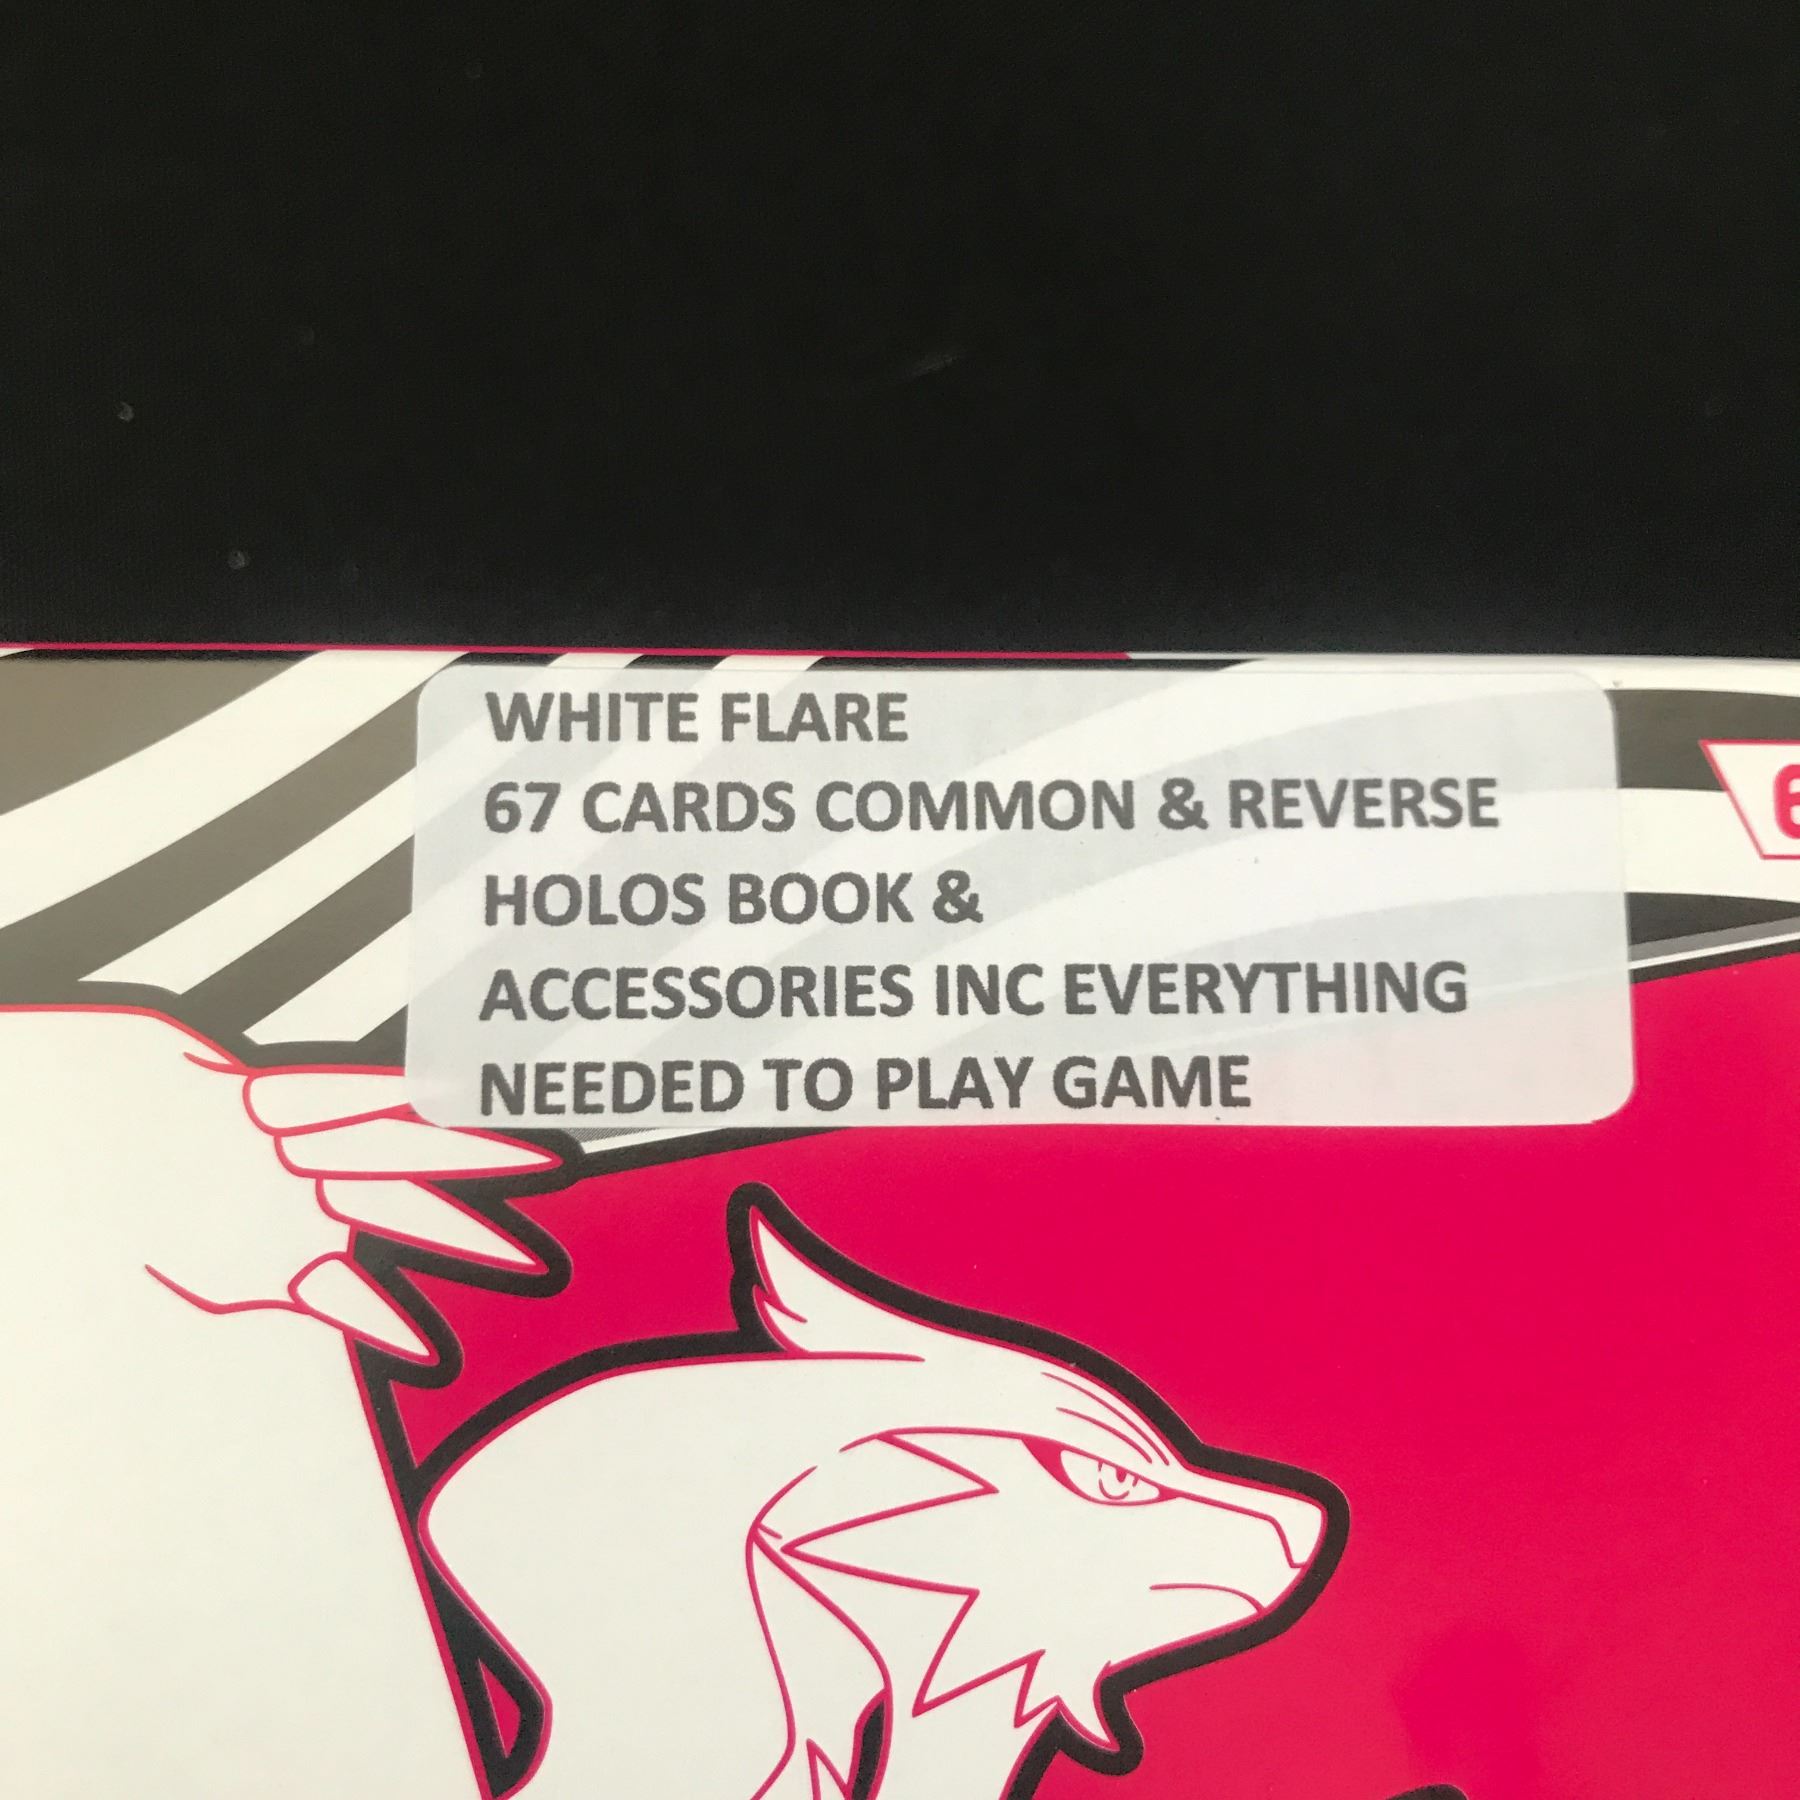 WHITE FLARE
67 CARDS COMMON & REVERSE
HOLOS BOOK &
ACCESSORIES INC EVERYTHING
NEEDED TO PLAY GAME